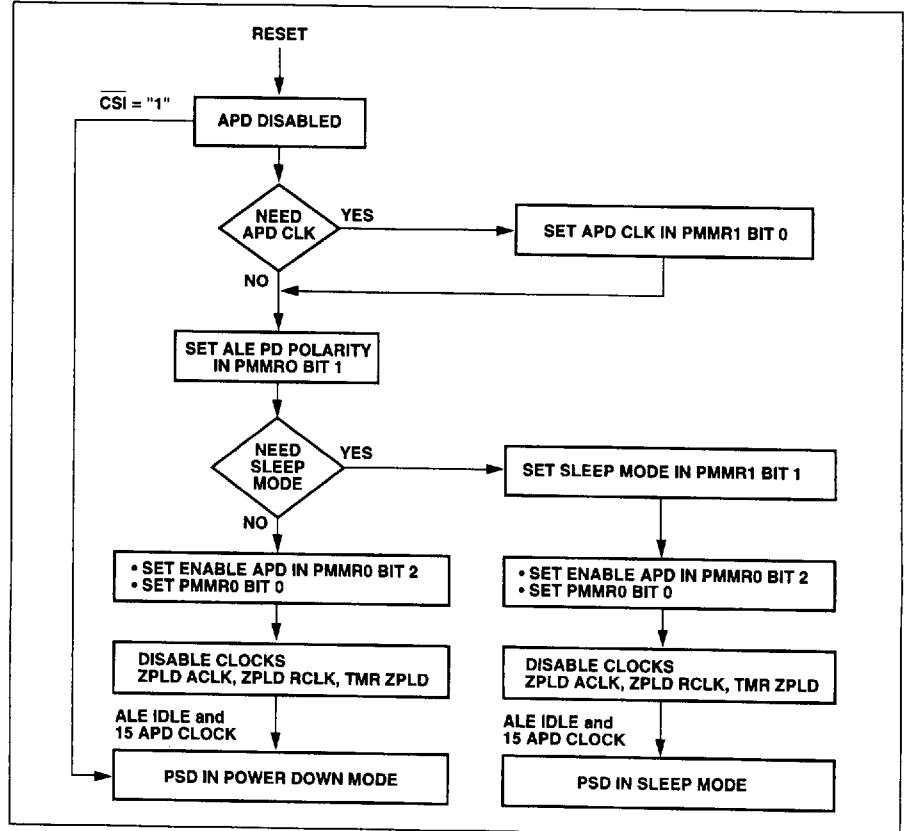 RESET
CSI = "1"
APD DISABLED
NEED
APD CLK
YES
SET APD CLK IN PMMR1 BIT 0
NO
SET ALE PD POLARITY
IN PMMRO BIT 1
NEED
SLEEP
MODE
YES
SET SLEEP MODE IN PMMR1 BIT 1
NO
• SET ENABLE APD IN PMMR0 BIT 2
• SET PMMR0 BIT 0
• SET ENABLE APD IN PMMR0 BIT 2
• SET PMMR0 BIT 0
DISABLE CLOCKS
ZPLD ACLK, ZPLD RCLK, TMR ZPLD
DISABLE CLOCKS
ZPLD ACLK, ZPLD RCLK, TMR ZPLD
ALE IDLE and
15 APD CLOCK
ALE IDLE and
15 APD CLOCK
PSD IN POWER DOWN MODE
PSD IN SLEEP MODE